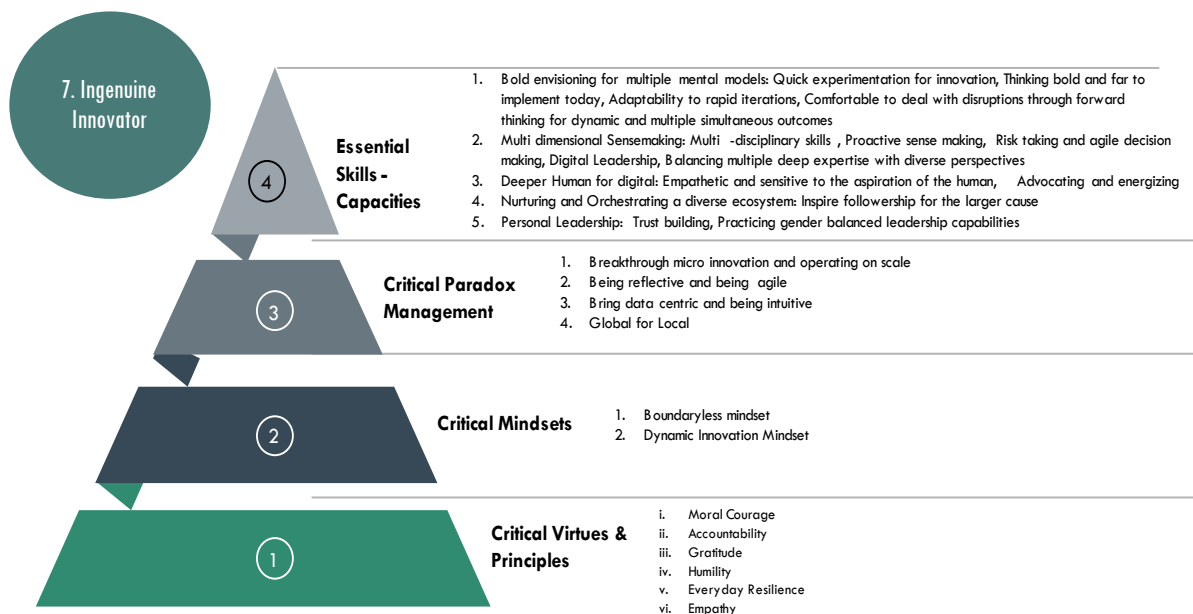 7. Ingenuine
Innovator
Essential
Skills -
Capacities
4
1. Bold envisioning for multiple mental models: Quick experimentation for innovation, Thinking bold and far to
implement today, Adaptability to rapid iterations, Comfortable to deal with disruptions through forward
thinking for dynamic and multiple simultaneous outcomes
2. Multi dimensional Sensemaking: Multi -disciplinary skills , Proactive sense making, Risk taking and agile decision
making, Digital Leadership, Balancing multiple deep expertise with diverse perspectives
3. Deeper Human for digital: Empathetic and sensitive to the aspiration of the human, Advocating and energizing
4. Nurturing and Orchestrating a diverse ecosystem: Inspire followership for the larger cause
5. Personal Leadership: Trust building, Practicing gender balanced leadership capabilities
3
Critical Paradox
Management
1. Breakthrough micro innovation and operating on scale
2. Being reflective and being agile
3. Bring data centric and being intuitive
4. Global for Local
2
Critical Mindsets
1. Boundaryless mindset
2. Dynamic Innovation Mindset
1
Critical Virtues &
Principles
i. Moral Courage
ii. Accountability
iii. Gratitude
iv. Humility
v. Everyday Resilience
vi. Empathy